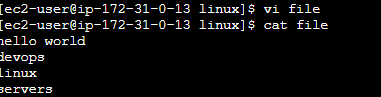 [ec2-user@ip-172-31-0-13 linux]$ vi file
[ec2-user@ip-172-31-0-13 linux]$ cat file
hello world
devops
linux
servers